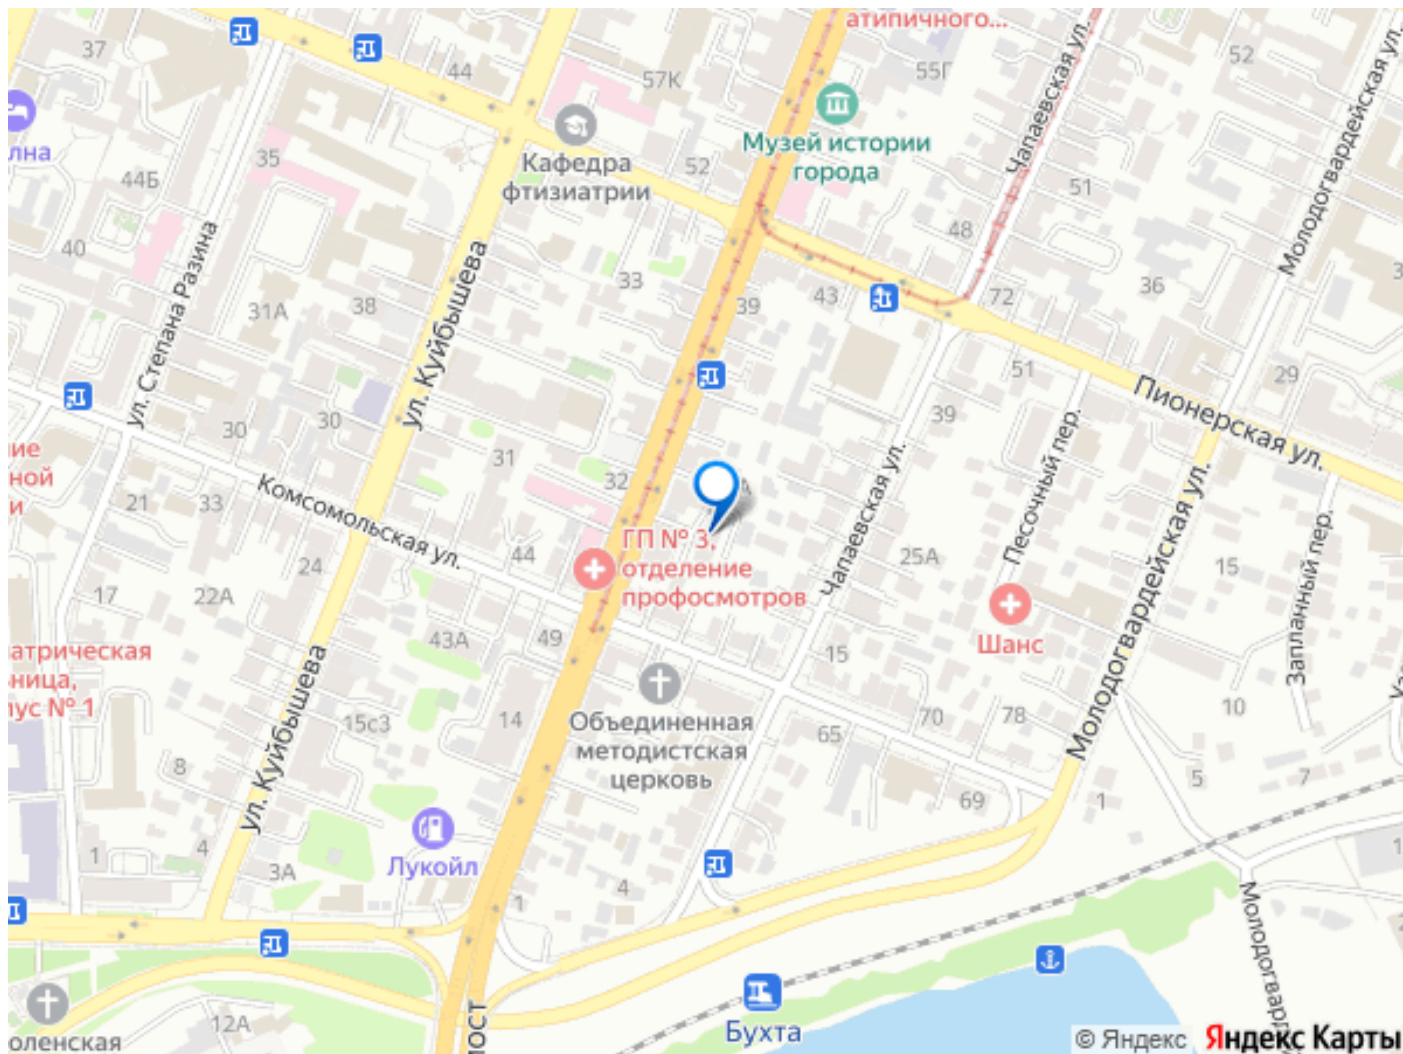 атипичного...
37
44
57К
55Г
52
Чапаевская ул.
Молодогвардейская ул.
лна
Музей истории
города
Кафедра
фтизиатрии
52
35
44Б
51
48
40
ул. Степана Разина
ул. Куйбышева
33
31А
38
39
43
72
36
51
29
Пионерская ул.
39
Песочный пер.
30
30
31
32
ие
ной
и
21
33
Комсомольская ул.
44
24
ГП № 3,
отделение
профосмотров
Чапаевская ул.
25А
Молодогвардейская ул.
15
Запланный пер.
17
22А
43А
49
Шанс
атрическая
ьница,
пус № 1
15
ул. Куйбышева
15с3
14
Объединенная
методистская
церковь
65
70
78
10
8
5
7
69
1
Лукойл
1
4
3А
4
1
1
Молодогвард
Бухта
12А
оленская
мост
© Яндекс Яндекс Карты